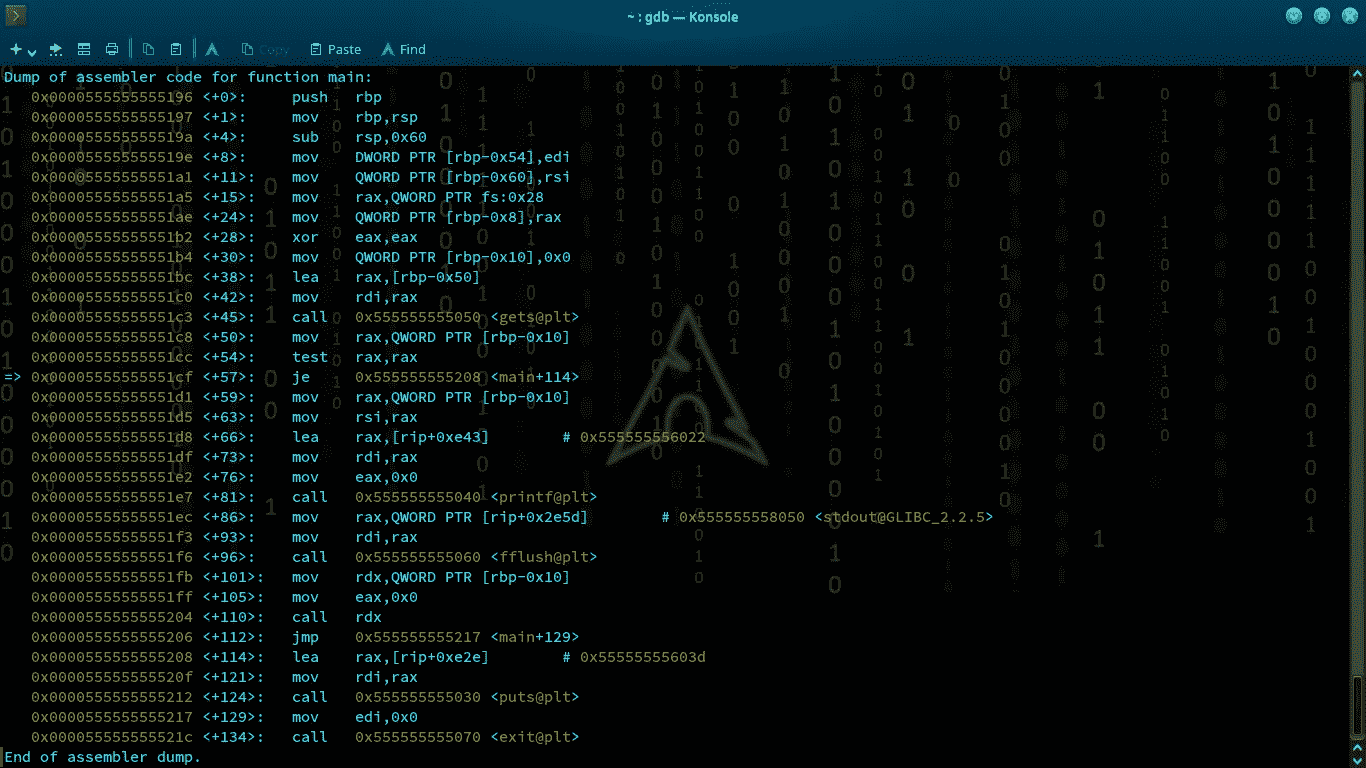 ~ : gdb — Konsole
Copy Paste Find
Dump of assembler code for function main:
0x0000555555555196 <+0>: push rbp
0x0000555555555197 <+1>: mov rbp,rsp
0x000055555555519a <+4>: sub rsp,0x60
0x000055555555519e <+8>: mov DWORD PTR [rbp-0x54],edi
0x00005555555551a1 <+11>: mov QWORD PTR [rbp-0x60],rsi
0x00005555555551a5 <+15>: mov rax,QWORD PTR fs:0x28
0x00005555555551ae <+24>: mov QWORD PTR [rbp-0x8],rax
0x00005555555551b2 <+28>: xor eax,eax
0x00005555555551b4 <+30>: mov QWORD PTR [rbp-0x10],0x0
0x00005555555551bc <+38>: lea rax,[rbp-0x50]
0x00005555555551c0 <+42>: mov rdi,rax
0x00005555555551c3 <+45>: call 0x555555555050 <gets@plt>
0x00005555555551c8 <+50>: mov rax,QWORD PTR [rbp-0x10]
0x00005555555551cc <+54>: test rax,rax
=> 0x00005555555551cf <+57>: je 0x555555555208 <main+114>
0x00005555555551d1 <+59>: mov rax,QWORD PTR [rbp-0x10]
0x00005555555551d5 <+63>: mov rsi,rax
0x00005555555551d8 <+66>: lea rax,[rip+0xe43] # 0x555555556022
0x00005555555551df <+73>: mov rdi,rax
0x00005555555551e2 <+76>: mov eax,0x0
0x00005555555551e7 <+81>: call 0x555555555040 <printf@plt>
0x00005555555551ec <+86>: mov rax,QWORD PTR [rip+0x2e5d] # 0x555555558050 <stdout@GLIBC_2.2.5>
0x00005555555551f3 <+93>: mov rdi,rax
0x00005555555551f6 <+96>: call 0x555555555060 <fflush@plt>
0x00005555555551fb <+101>: mov rdx,QWORD PTR [rbp-0x10]
0x00005555555551ff <+105>: mov eax,0x0
0x0000555555555204 <+110>: call rdx
0x0000555555555206 <+112>: jmp 0x555555555217 <main+129>
0x0000555555555208 <+114>: lea rax,[rip+0xe2e] # 0x55555555603d
0x000055555555520f <+121>: mov rdi,rax
0x0000555555555212 <+124>: call 0x555555555030 <puts@plt>
0x0000555555555217 <+129>: mov edi,0x0
0x000055555555521c <+134>: call 0x555555555070 <exit@plt>
End of assembler dump.